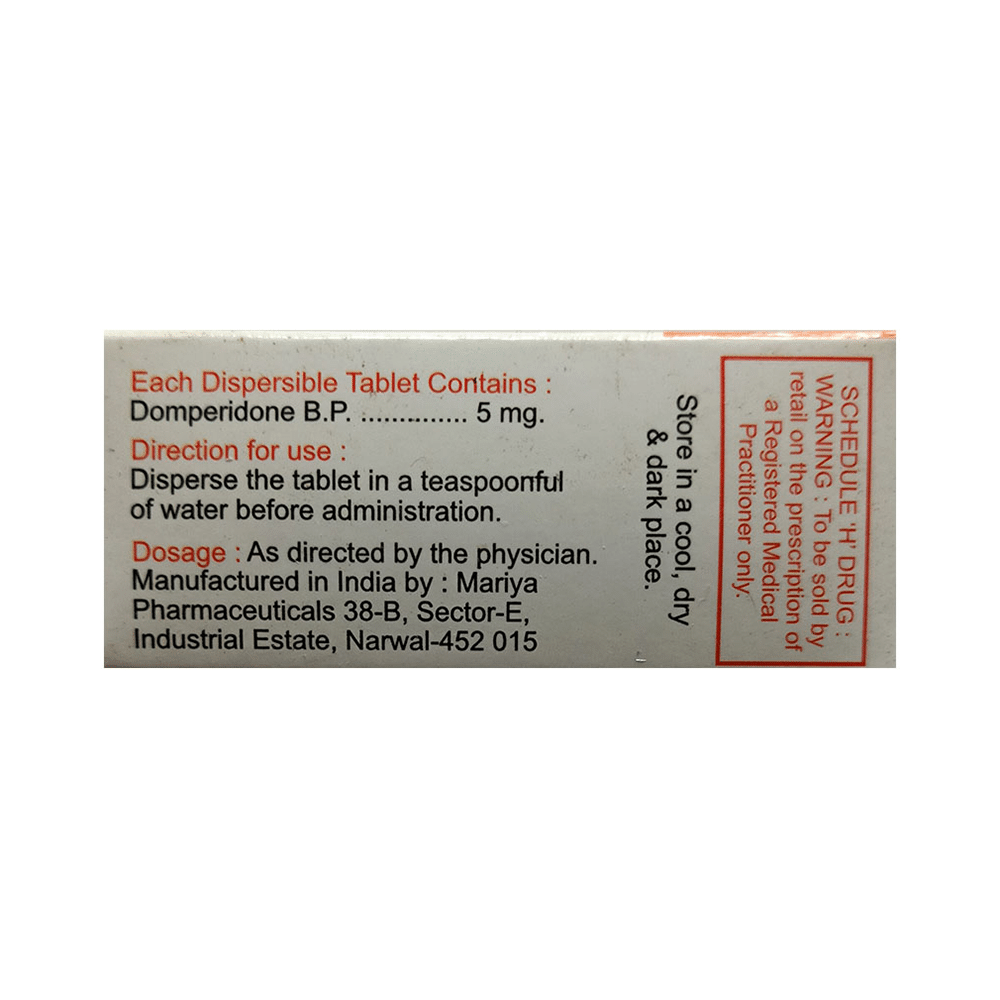 Each Dispersible Tablet Contains :
Domperidone B.P. .............. 5 mg.
Direction for use :
Disperse the tablet in a teaspoonful
of water before administration.
Dosage : As directed by the physician.
Manufactured in India by : Mariya
Pharmaceuticals 38-B, Sector-E,
Industrial Estate, Narwal-452 015
Store in a cool, dry
& dark place.
SCHEDULE 'H' DRUG :
WARNING : To be sold by
retail on the prescription of
a Registered Medical
Practitioner only.